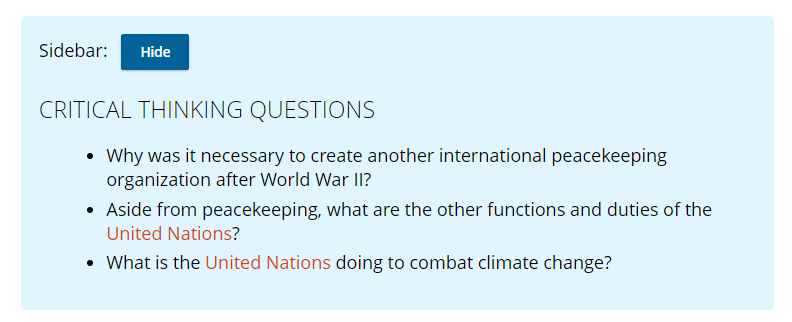 Sidebar: Hide
CRITICAL THINKING QUESTIONS
• Why was it necessary to create another international peacekeeping
organization after World War II?
• Aside from peacekeeping, what are the other functions and duties of the
United Nations?
• What is the United Nations doing to combat climate change?